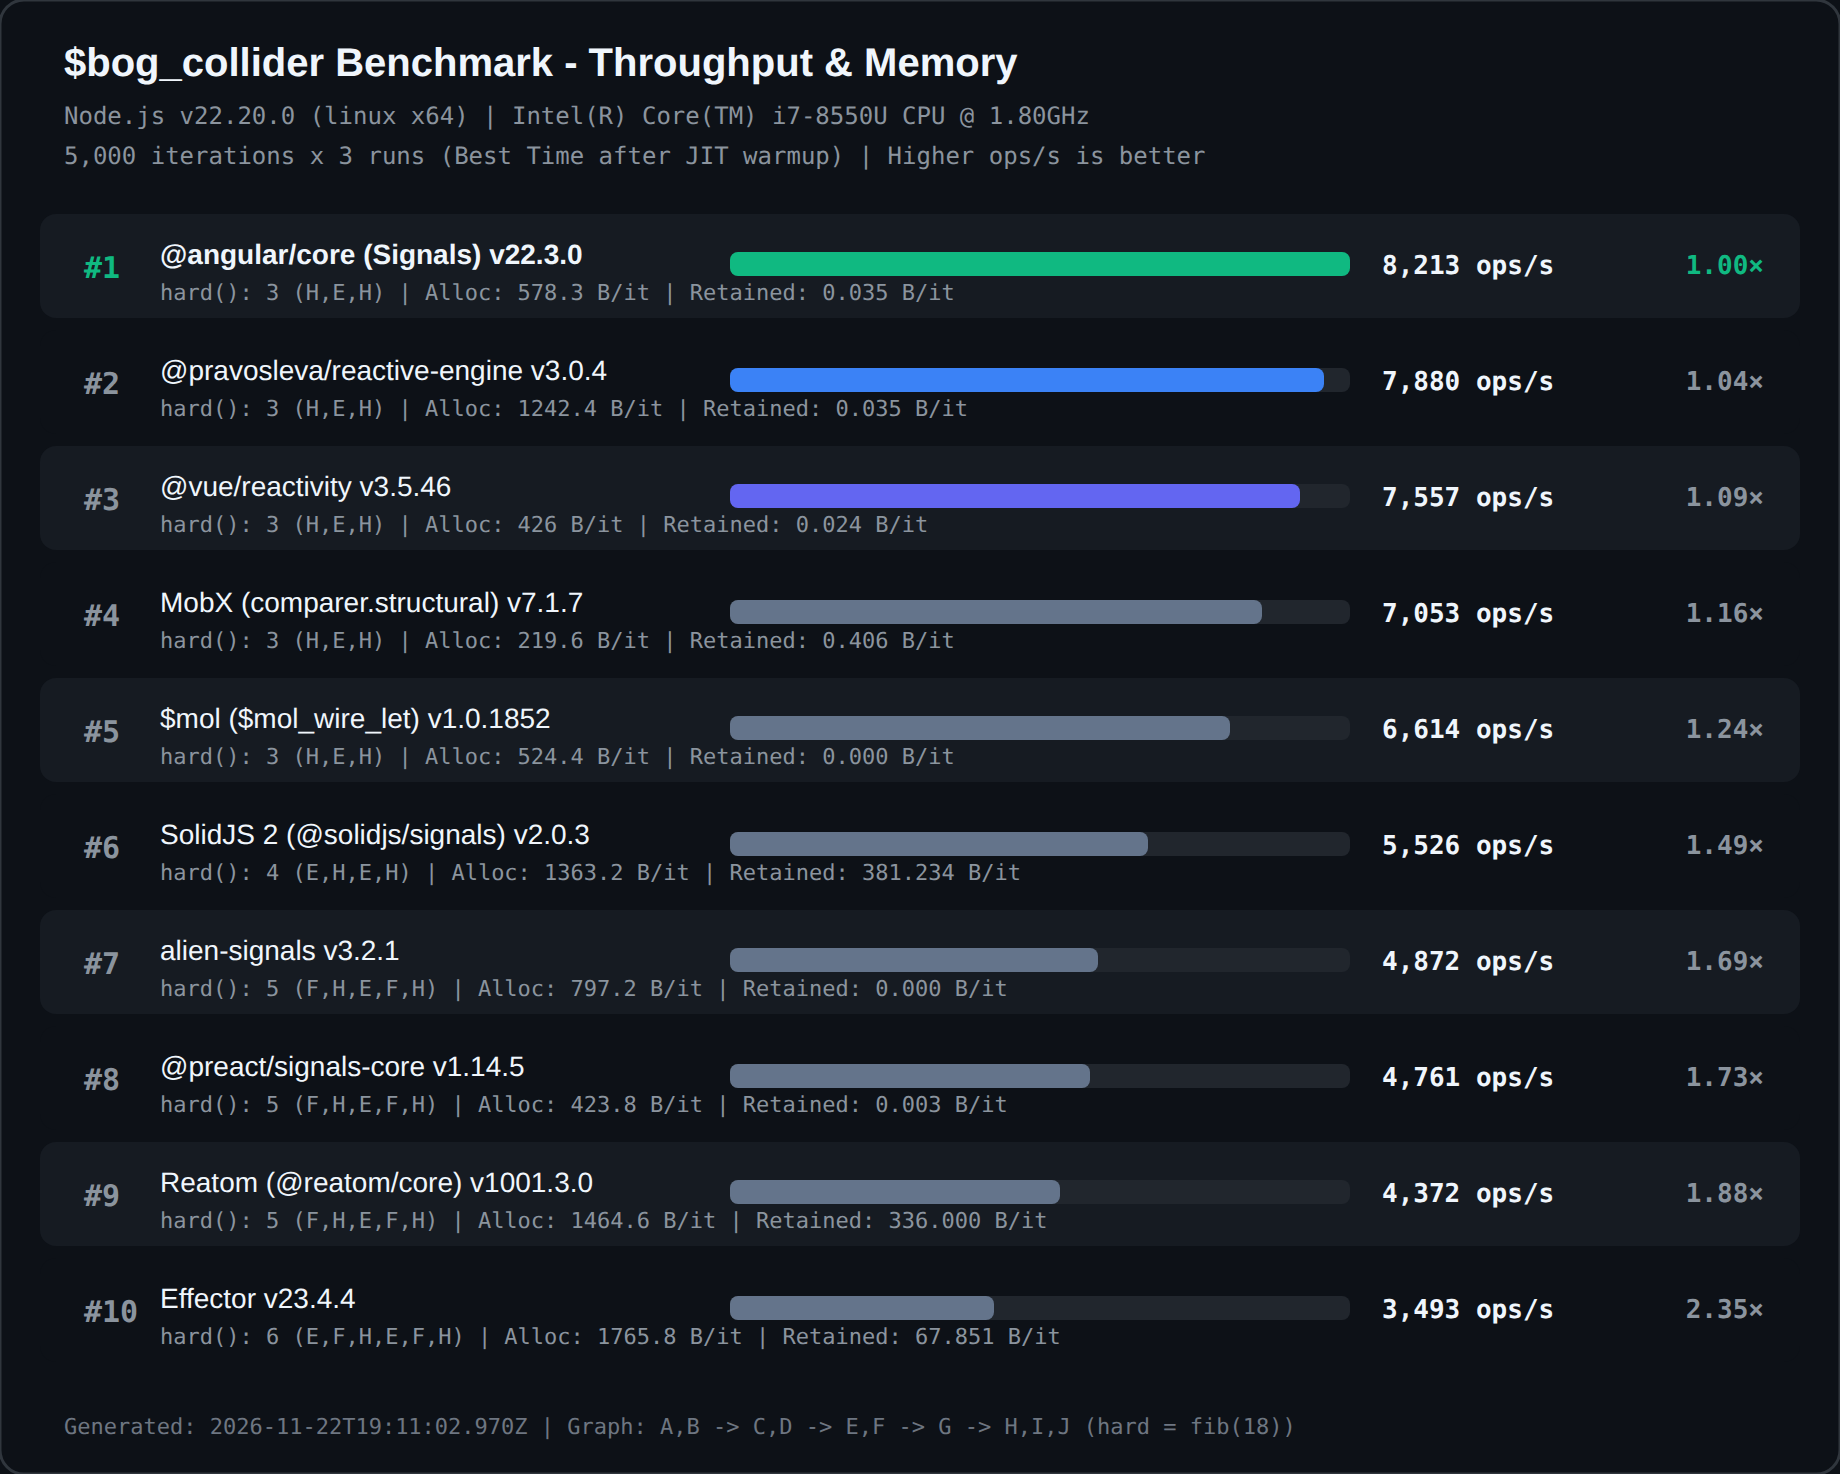 $bog_collider Benchmark - Throughput & Memory
Node.js v22.20.0 (linux x64) | Intel(R) Core(TM) i7-8550U CPU @ 1.80GHz
5,000 iterations x 3 runs (Best Time after JIT warmup) | Higher ops/s is better
#1 @angular/core (Signals) v22.3.0 8,213 ops/s 1.00×
hard(): 3 (H,E,H) | Alloc: 578.3 B/it | Retained: 0.035 B/it
#2 @pravosleva/reactive-engine v3.0.4 7,880 ops/s 1.04×
hard(): 3 (H,E,H) | Alloc: 1242.4 B/it | Retained: 0.035 B/it
#3 @vue/reactivity v3.5.46 7,557 ops/s 1.09×
hard(): 3 (H,E,H) | Alloc: 426 B/it | Retained: 0.024 B/it
#4 MobX (comparer.structural) v7.1.7 7,053 ops/s 1.16×
hard(): 3 (H,E,H) | Alloc: 219.6 B/it | Retained: 0.406 B/it
#5 $mol ($mol_wire_let) v1.0.1852 6,614 ops/s 1.24×
hard(): 3 (H,E,H) | Alloc: 524.4 B/it | Retained: 0.000 B/it
#6 SolidJS 2 (@solidjs/signals) v2.0.3 5,526 ops/s 1.49×
hard(): 4 (E,H,E,H) | Alloc: 1363.2 B/it | Retained: 381.234 B/it
#7 alien-signals v3.2.1 4,872 ops/s 1.69×
hard(): 5 (F,H,E,F,H) | Alloc: 797.2 B/it | Retained: 0.000 B/it
#8 @preact/signals-core v1.14.5 4,761 ops/s 1.73×
hard(): 5 (F,H,E,F,H) | Alloc: 423.8 B/it | Retained: 0.003 B/it
#9 Reatom (@reatom/core) v1001.3.0 4,372 ops/s 1.88×
hard(): 5 (F,H,E,F,H) | Alloc: 1464.6 B/it | Retained: 336.000 B/it
#10 Effector v23.4.4 3,493 ops/s 2.35×
hard(): 6 (E,F,H,E,F,H) | Alloc: 1765.8 B/it | Retained: 67.851 B/it
Generated: 2026-11-22T19:11:02.970Z | Graph: A,B -> C,D -> E,F -> G -> H,I,J (hard = fib(18))